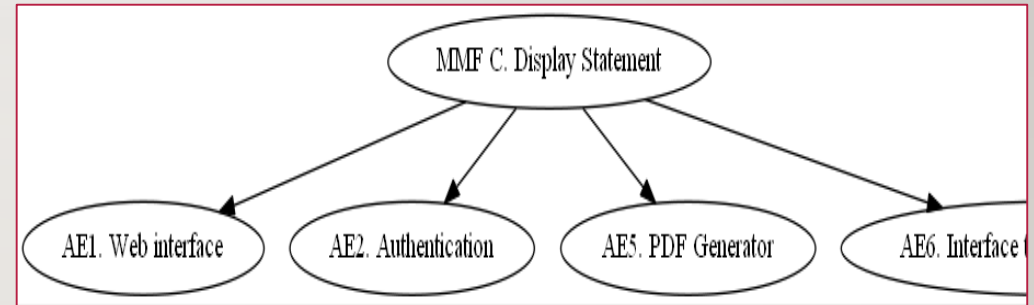 MMF C. Display Statement
AE1. Web interface
AE2. Authentication
AE5. PDF Generator
AE6. Interface